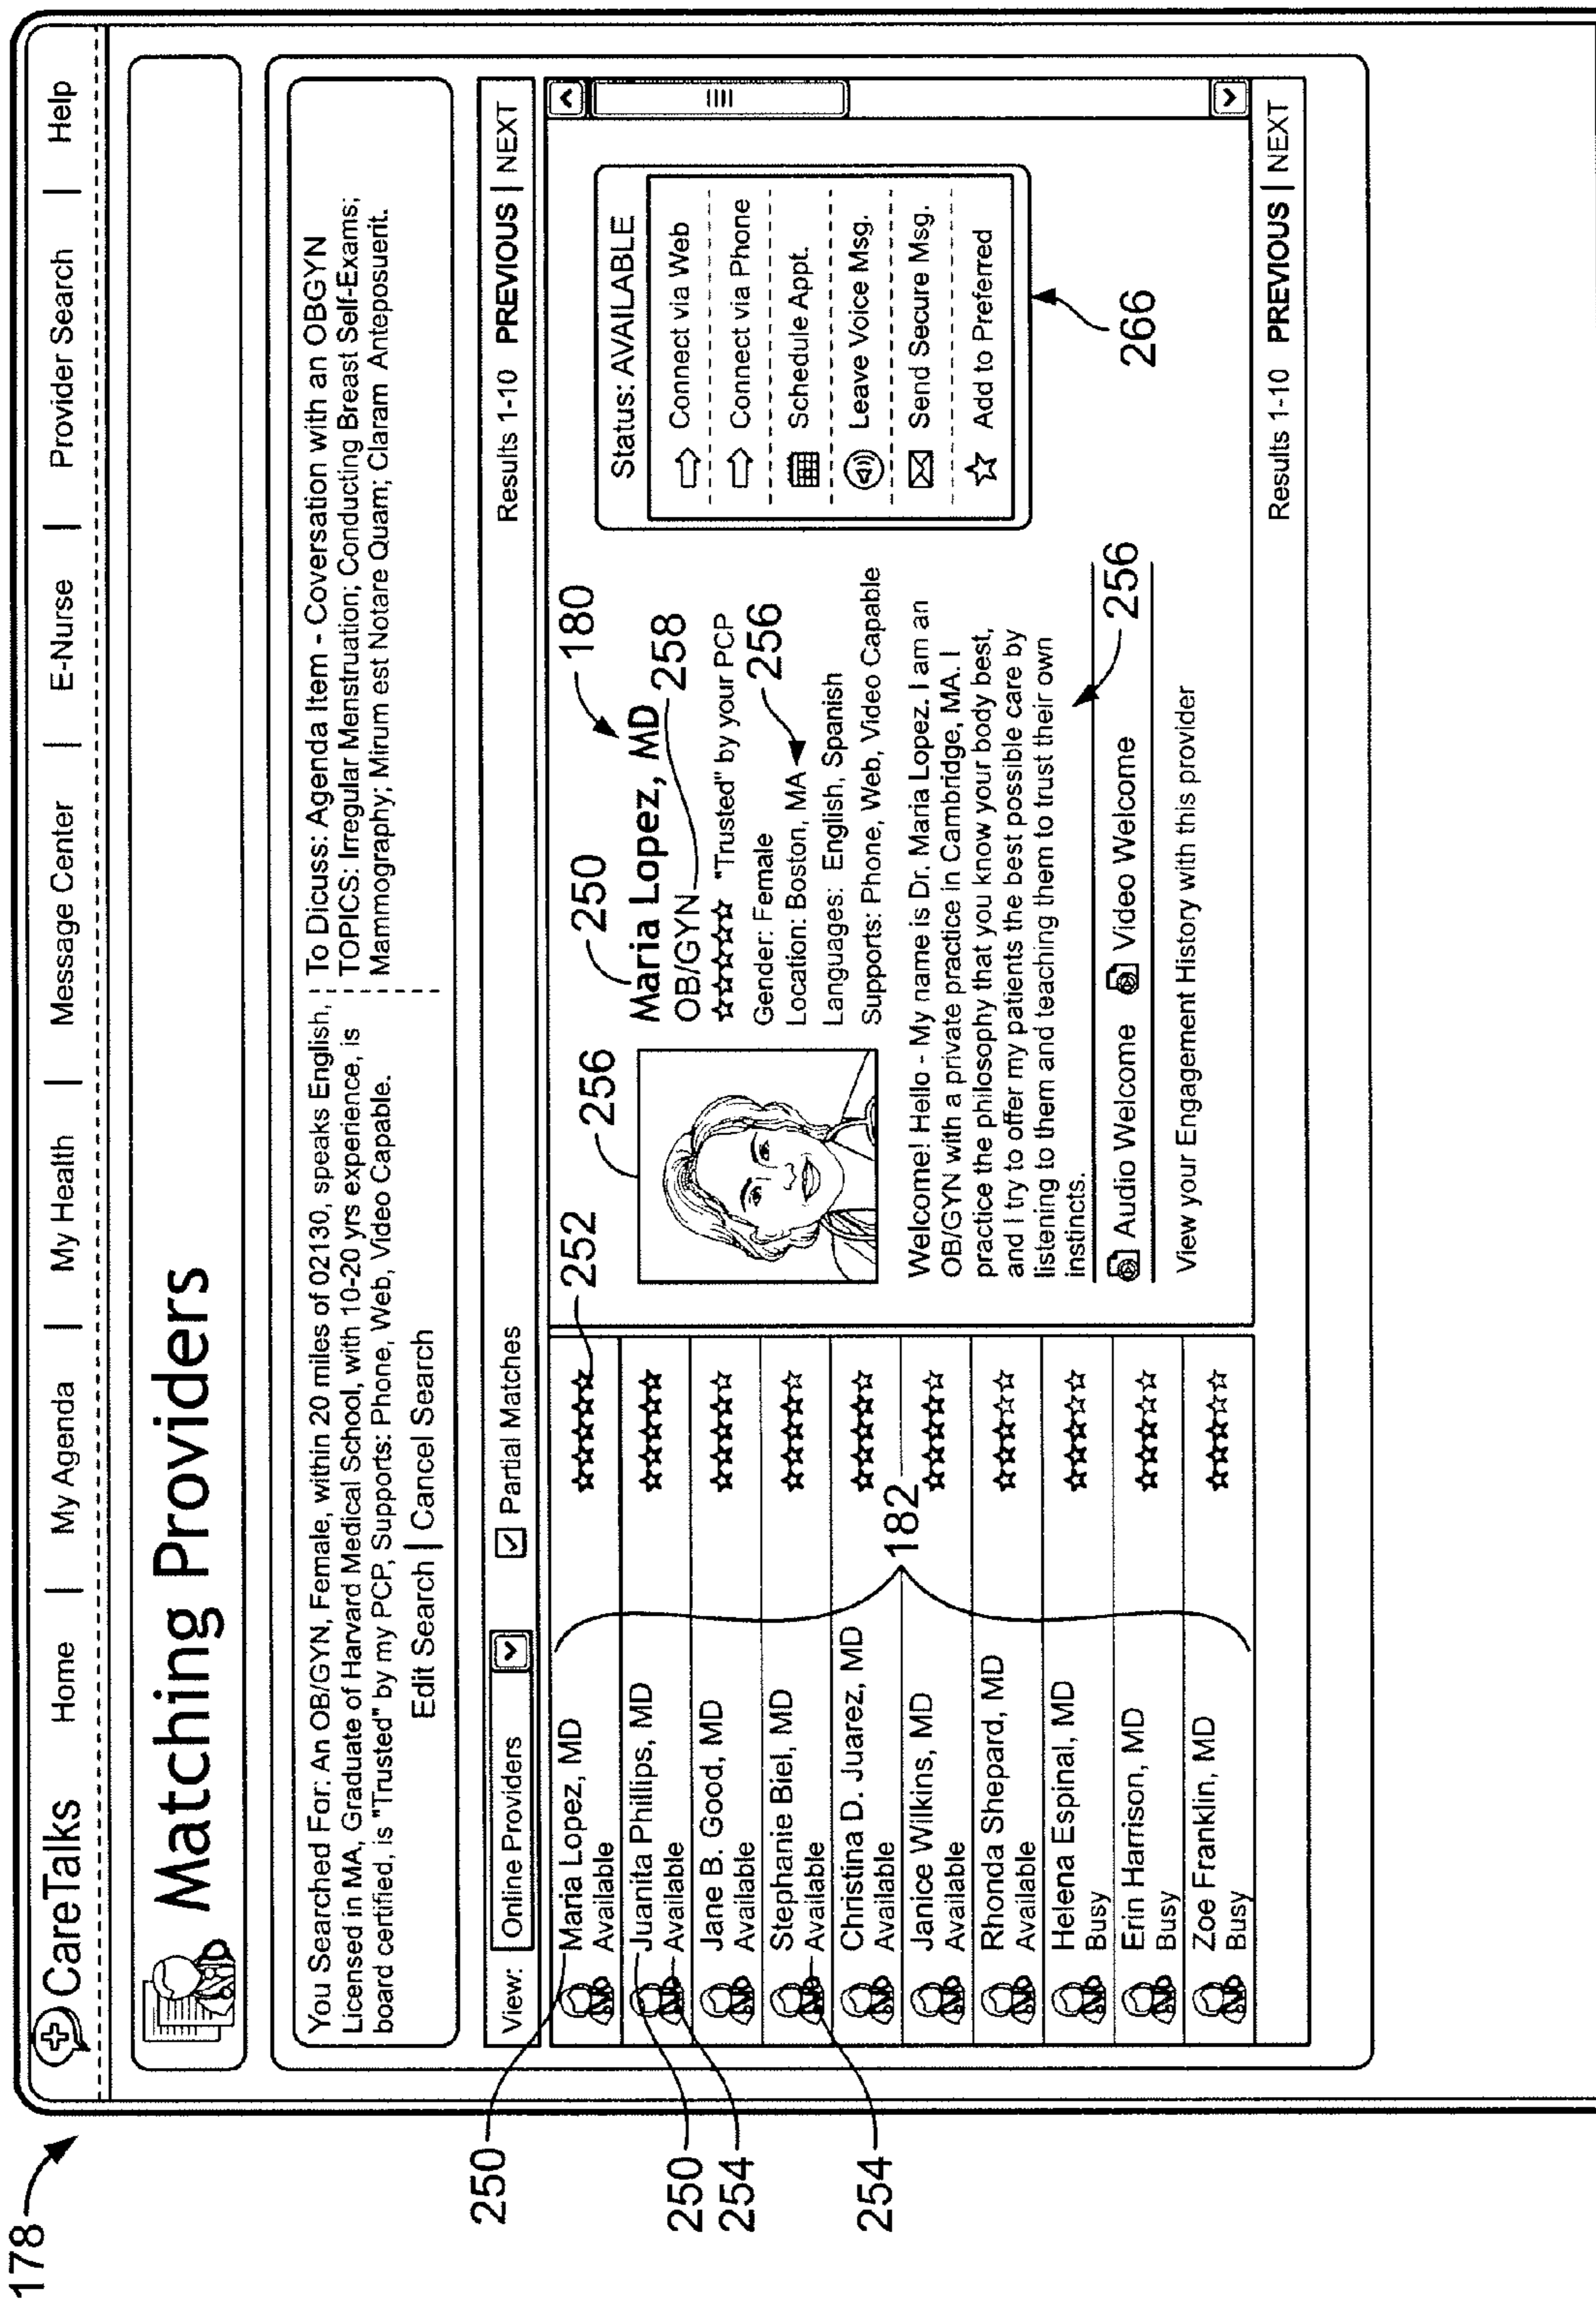 178
CareTalks Home | My Agenda | My Health | Message Center | E-Nurse | Provider Search | Help
Matching Providers
You Searched For: An OB/GYN, Female, within 20 miles of 02130, speaks English,
Licensed in MA, Graduate of Harvard Medical School, with 10-20 yrs experience, is
board certified, is "Trusted" by my PCP, Supports: Phone, Web, Video Capable.
Edit Search | Cancel Search
To Dicuss: Agenda Item - Coversation with an OBGYN
TOPICS: Irregular Menstruation; Conducting Breast Self-Exams;
Mammography; Mirum est Notare Quam; Claram Anteposuerit.
View: Online Providers Partial Matches
Results 1-10 PREVIOUS | NEXT
250
Maria Lopez, MD
Available
252
250
Juanita Phillips, MD
254
Available
Jane B. Good, MD
Available
Stephanie Biel, MD
254
Available
Christina D. Juarez, MD
Available
182
Janice Wilkins, MD
Available
Rhonda Shepard, MD
Available
Helena Espinal, MD
Busy
Erin Harrison, MD
Busy
Zoe Franklin, MD
Busy
256
250
180
Maria Lopez, MD
OB/GYN
258
"Trusted" by your PCP
Gender: Female
256
Location: Boston, MA
Languages: English, Spanish
Supports: Phone, Web, Video Capable
Welcome! Hello - My name is Dr. Maria Lopez. I am an
OB/GYN with a private practice in Cambridge, MA. I
practice the philosophy that you know your body best,
and I try to offer my patients the best possible care by
listening to them and teaching them to trust their own
instincts.
256
Audio Welcome Video Welcome
View your Engagement History with this provider
Status: AVAILABLE
Connect via Web
Connect via Phone
Schedule Appt.
Leave Voice Msg.
Send Secure Msg.
Add to Preferred
266
Results 1-10 PREVIOUS | NEXT